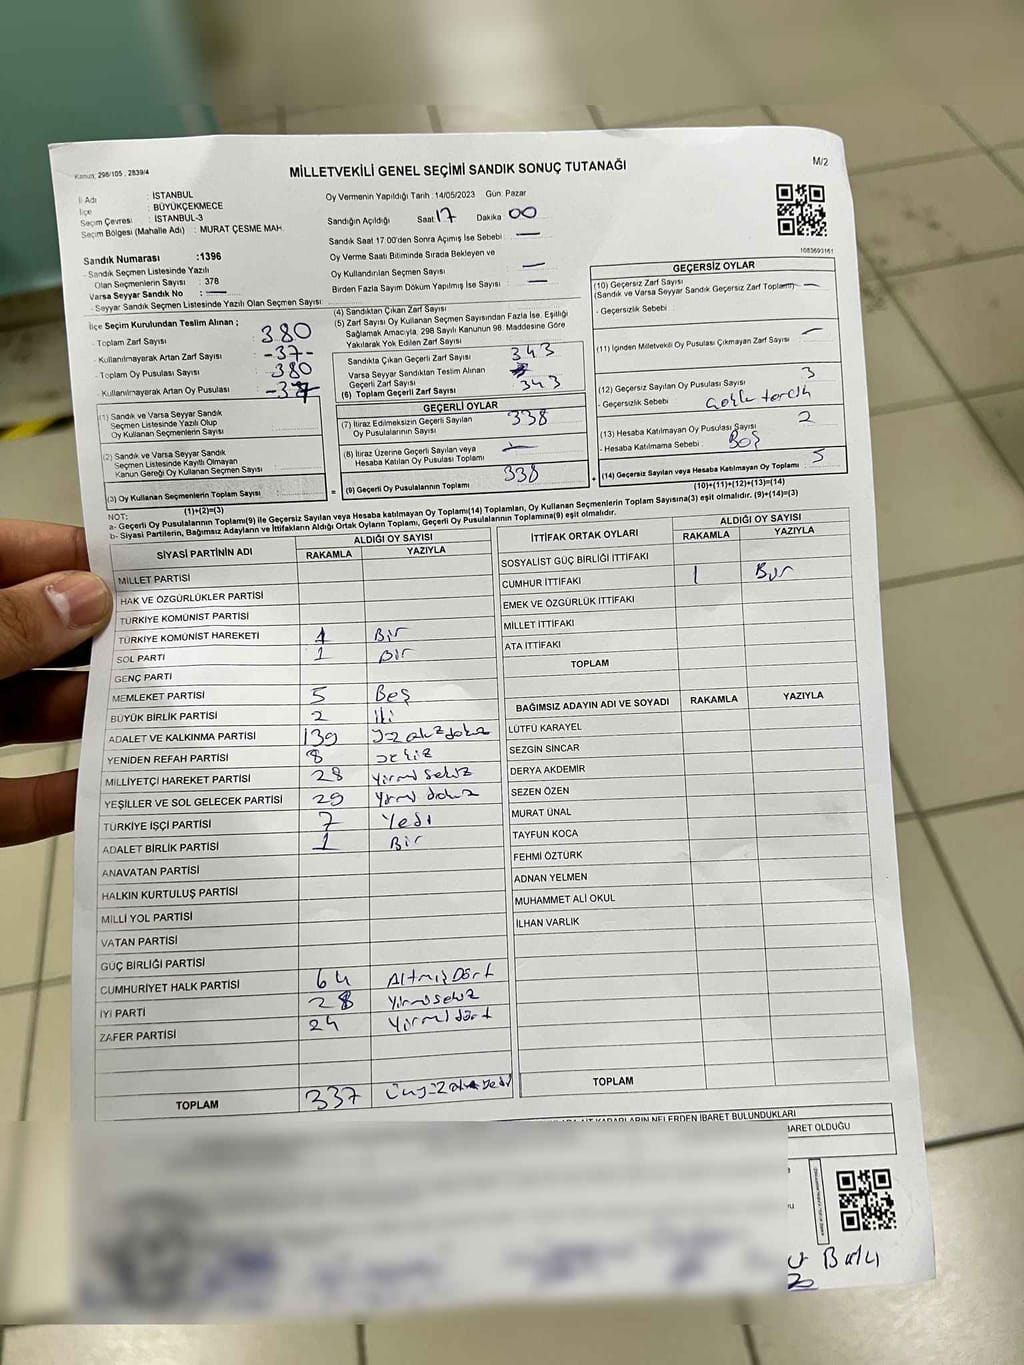 Kanun: 298/105 , 2839/4
MİLLETVEKİLİ GENEL SEÇİMİ SANDIK SONUÇ TUTANAĞI
M/2
İl Adı : İSTANBUL
İlçe : BÜYÜKÇEKMECE
Seçim Çevresi : İSTANBUL-3
Seçim Bölgesi (Mahalle Adı) : MURAT ÇESME MAH.
Sandık Numarası :1396
- Sandık Seçmen Listesinde Yazılı
Olan Seçmenlerin Sayısı : 378
Varsa Seyyar Sandık No : —
- Seyyar Sandık Seçmen Listesinde Yazılı Olan Seçmen Sayısı
Oy Vermenin Yapıldığı Tarih :14/05/2023 Gün: Pazar
Sandığın Açıldığı Saat 17 Dakika 00
Sandık Saat 17.00'den Sonra Açımış İse Sebebi : —
Oy Verme Saati Bitiminde Sırada Bekleyen ve
Oy Kullandırılan Seçmen Sayısı —
Birden Fazla Sayım Döküm Yapılmış İse Sayısı : —
1083693161
İlçe Seçim Kurulundan Teslim Alınan ;
- Toplam Zarf Sayısı : 380
- Kullanılmayarak Artan Zarf Sayısı : -37-
- Toplam Oy Pusulası Sayısı : 380
- Kullanılmayarak Artan Oy Pusulası : -37
(1) Sandık ve Varsa Seyyar Sandık
Seçmen Listesinde Yazılı Olup
Oy Kullanan Seçmenlerin Sayısı
(2) Sandık ve Varsa Seyyar Sandık
Seçmen Listesinde Kayıtlı Olmayan
Kanun Gereği Oy Kullanan Seçmen Sayısı
(3) Oy Kullanan Seçmenlerin Toplam Sayısı
(1)+(2)=(3)
(4) Sandıktan Çıkan Zarf Sayısı
(5) Zarf Sayısı Oy Kullanan Seçmen Sayısından Fazla İse, Eşitliği
Sağlamak Amacıyla, 298 Sayılı Kanunun 98. Maddesine Göre
Yakılarak Yok Edilen Zarf Sayısı
Sandıkta Çıkan Geçerli Zarf Sayısı 343
Varsa Seyyar Sandıktan Teslim Alınan
Geçerli Zarf Sayısı
(6) Toplam Geçerli Zarf Sayısı 343
GEÇERLİ OYLAR
(7) İtiraz Edilmeksizin Geçerli Sayılan
Oy Pusulalarının Sayısı 338
(8) İtiraz Üzerine Geçerli Sayılan veya
Hesaba Katılan Oy Pusulası Toplamı —
= (9) Geçerli Oy Pusulalarının Toplamı 338
GEÇERSİZ OYLAR
(10) Geçersiz Zarf Sayısı
(Sandık ve Varsa Seyyar Sandık Geçersiz Zarf Toplamı) —
- Geçersizlik Sebebi
(11) İçinden Milletvekili Oy Pusulası Çıkmayan Zarf Sayısı —
(12) Geçersiz Sayılan Oy Pusulası Sayısı 3
- Geçersizlik Sebebi
(13) Hesaba Katılmayan Oy Pusulası Sayısı 2
- Hesaba Katılmama Sebebi : Boş
+ (14) Geçersiz Sayılan veya Hesaba Katılmayan Oy Toplamı 5
(10)+(11)+(12)+(13)=(14)
NOT:
a- Geçerli Oy Pusulalarının Toplamı(9) ile Geçersiz Sayılan veya Hesaba katılmayan Oy Toplamı(14) Toplamları, Oy Kullanan Seçmenlerin Toplam Sayısına(3) eşit olmalıdır. (9)+(14)=(3)
b- Siyasi Partilerin, Bağımsız Adayların ve İttifakların Aldığı Ortak Oyların Toplamı, Geçerli Oy Pusulalarının Toplamına(9) eşit olmalıdır.
SİYASİ PARTİNİN ADI ALDIĞI OY SAYISI
RAKAMLA YAZIYLA
MİLLET PARTİSİ
HAK VE ÖZGÜRLÜKLER PARTİSİ
TÜRKİYE KOMÜNİST PARTİSİ
TÜRKİYE KOMÜNİST HAREKETİ 1 Bir
SOL PARTİ 1 Bir
GENÇ PARTİ
MEMLEKET PARTİSİ 5 Beş
BÜYÜK BİRLİK PARTİSİ 2 İki
ADALET VE KALKINMA PARTİSİ 139
YENİDEN REFAH PARTİSİ 8 sekiz
MİLLİYETÇİ HAREKET PARTİSİ 28 Yirmi sekiz
YEŞİLLER VE SOL GELECEK PARTİSİ 29 Yirmi dokuz
TÜRKİYE İŞÇİ PARTİSİ 7 Yedi
ADALET BİRLİK PARTİSİ 1 Bir
ANAVATAN PARTİSİ
HALKIN KURTULUŞ PARTİSİ
MİLLİ YOL PARTİSİ
VATAN PARTİSİ
GÜÇ BİRLİĞİ PARTİSİ
CUMHURİYET HALK PARTİSİ 64 Altmış Dört
İYİ PARTİ 28 Yirmi sekiz
ZAFER PARTİSİ 24 Yirmi dört
TOPLAM 337
İTTİFAK ORTAK OYLARI ALDIĞI OY SAYISI
RAKAMLA YAZIYLA
SOSYALİST GÜÇ BİRLİĞİ İTTİFAKI
CUMHUR İTTİFAKI 1 Bir
EMEK VE ÖZGÜRLÜK İTTİFAKI
MİLLET İTTİFAKI
ATA İTTİFAKI
TOPLAM
BAĞIMSIZ ADAYIN ADI VE SOYADI RAKAMLA YAZIYLA
LÜTFÜ KARAYEL
SEZGİN SİNCAR
DERYA AKDEMİR
SEZEN ÖZEN
MURAT ÜNAL
TAYFUN KOCA
FEHMİ ÖZTÜRK
ADNAN YELMEN
MUHAMMET ALİ OKUL
İLHAN VARLIK
TOPLAM
KARARLARIN NELERDEN İBARET BULUNDUKLARI
İBARET OLDUĞU